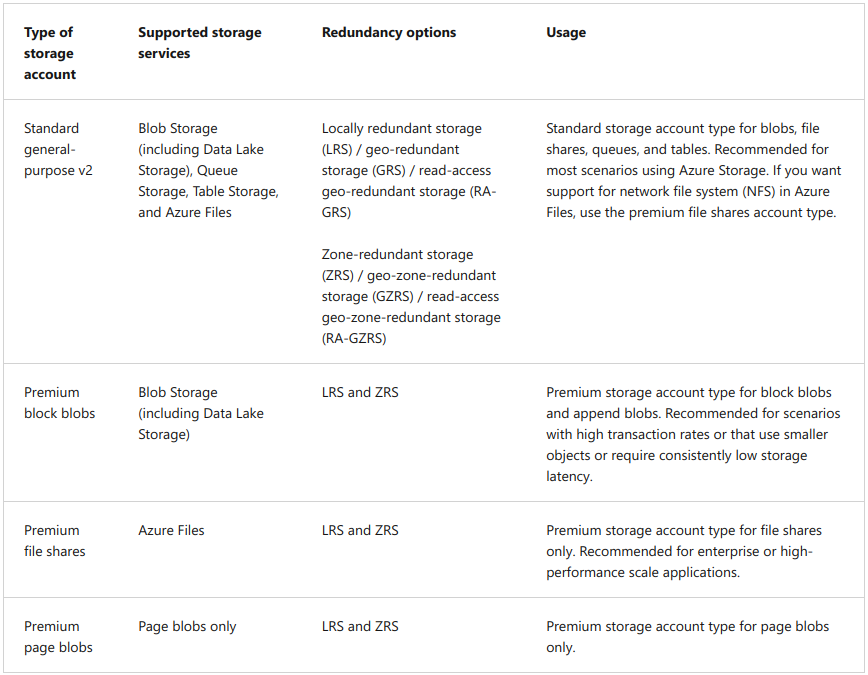 Type of
storage
account
Supported storage
services
Redundancy options
Usage
Standard
general-
purpose v2
Blob Storage
(including Data Lake
Storage), Queue
Storage, Table Storage,
and Azure Files
Locally redundant storage
(LRS) / geo-redundant
storage (GRS) / read-access
geo-redundant storage (RA-
GRS)
Zone-redundant storage
(ZRS) / geo-zone-redundant
storage (GZRS) / read-access
geo-zone-redundant storage
(RA-GZRS)
Standard storage account type for blobs, file
shares, queues, and tables. Recommended for
most scenarios using Azure Storage. If you want
support for network file system (NFS) in Azure
Files, use the premium file shares account type.
Premium
block blobs
Blob Storage
(including Data Lake
Storage)
LRS and ZRS
Premium storage account type for block blobs
and append blobs. Recommended for scenarios
with high transaction rates or that use smaller
objects or require consistently low storage
latency.
Premium
file shares
Azure Files
LRS and ZRS
Premium storage account type for file shares
only. Recommended for enterprise or high-
performance scale applications.
Premium
page blobs
Page blobs only
LRS and ZRS
Premium storage account type for page blobs
only.